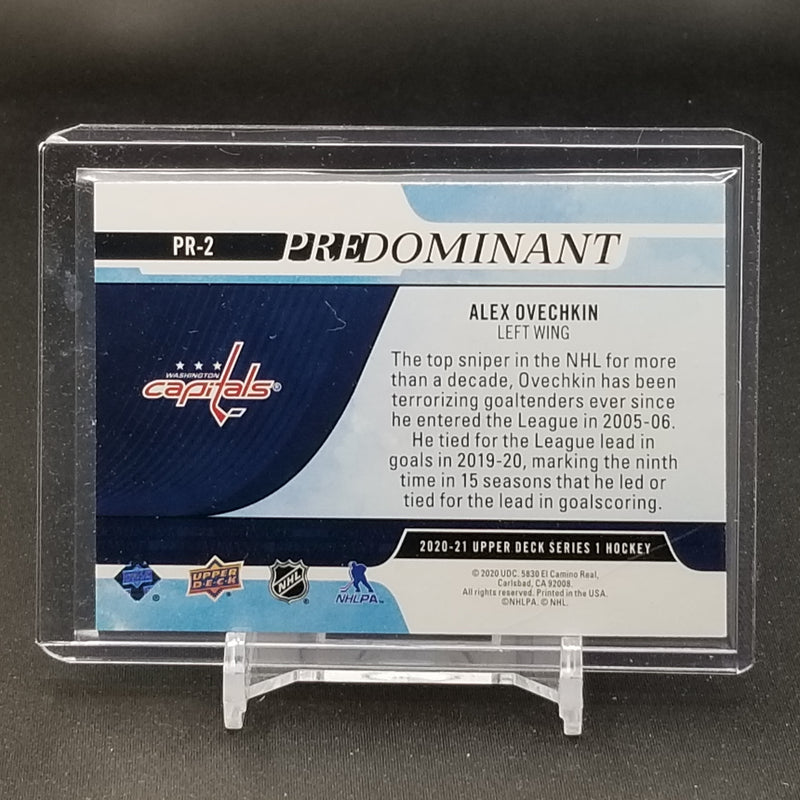 PR-2
PREDOMINANT
ALEX OVECHKIN
LEFT WING
The top sniper in the NHL for more
than a decade, Ovechkin has been
terrorizing goaltenders ever since
he entered the League in 2005-06.
He tied for the League lead in
goals in 2019-20, marking the ninth
time in 15 seasons that he led or
tied for the lead in goalscoring.
WASHINGTON
capitals®
2020-21 UPPER DECK SERIES 1 HOCKEY
UPPER DECK
NHL
NHLPA
© 2020 UDC. 5830 El Camino Real,
Carlsbad, CA 92008.
All rights reserved. Printed in the USA.
©NHLPA. © NHL.